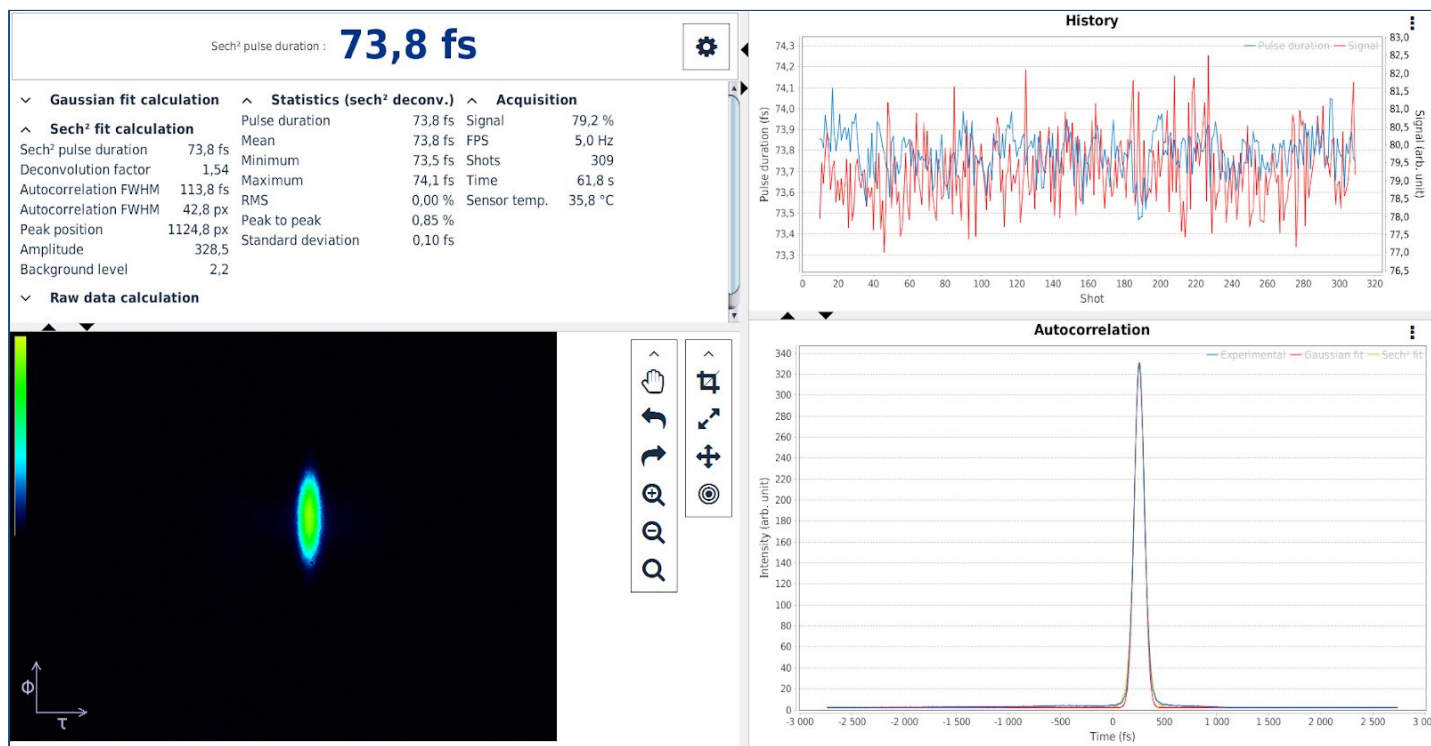 Sech² pulse duration : 73,8 fs
Gaussian fit calculation
Sech² fit calculation
Sech² pulse duration 73,8 fs
Deconvolution factor 1,54
Autocorrelation FWHM 113,8 fs
Autocorrelation FWHM 42,8 px
Peak position 1124,8 px
Amplitude 328,5
Background level 2,2
Raw data calculation
Statistics (sech² deconv.)
Pulse duration 73,8 fs
Mean 73,8 fs
Minimum 73,5 fs
Maximum 74,1 fs
RMS 0,00 %
Peak to peak 0,85 %
Standard deviation 0,10 fs
Acquisition
Signal 79,2 %
FPS 5,0 Hz
Shots 309
Time 61,8 s
Sensor temp. 35,8 °C
Φ
τ
History
Pulse duration Signal
Pulse duration (fs)
74,3
74,2
74,1
74,0
73,9
73,8
73,7
73,6
73,5
73,4
73,3
83,0
82,5
82,0
81,5
81,0
80,5
80,0
79,5
79,0
78,5
78,0
77,5
77,0
76,5
Signal (arb. unit)
0 20 40 60 80 100 120 140 160 180 200 220 240 260 280 300 320
Shot
Autocorrelation
Experimental Gaussian fit Sech² fit
Intensity (arb. unit)
340
320
300
280
260
240
220
200
180
160
140
120
100
80
60
40
20
0
-3 000 -2 500 -2 000 -1 500 -1 000 -500 0 500 1 000 1 500 2 000 2 500 3 00
Time (fs)